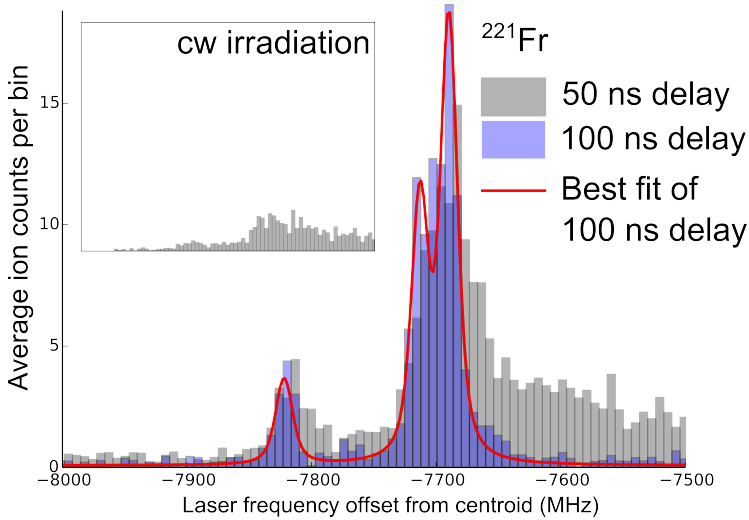 cw irradiation
²²¹Fr
50 ns delay
100 ns delay
Best fit of
100 ns delay
Average ion counts per bin
15
10
5
0
−8000
−7900
−7800
−7700
−7600
−7500
Laser frequency offset from centroid (MHz)